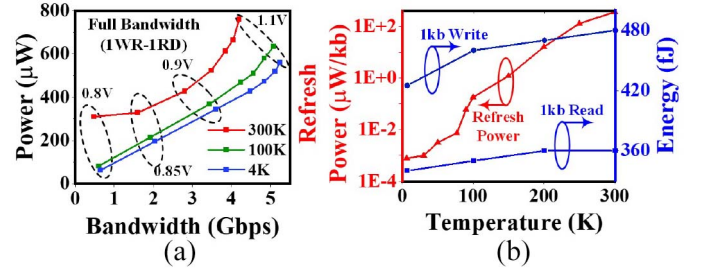 800
600
400
200
0
Power (μW)
Full Bandwidth
(1WR-1RD)
1.1V
0.9V
0.8V
0.85V
300K
100K
4K
0 1 2 3 4 5
Bandwidth (Gbps)
(a)
Refresh
Power (μW/kb)
1E+2
1E+0
1E-2
1E-4
1kb Write
Refresh
Power
1kb Read
480
420
360
Energy (fJ)
0 100 200 300
Temperature (K)
(b)